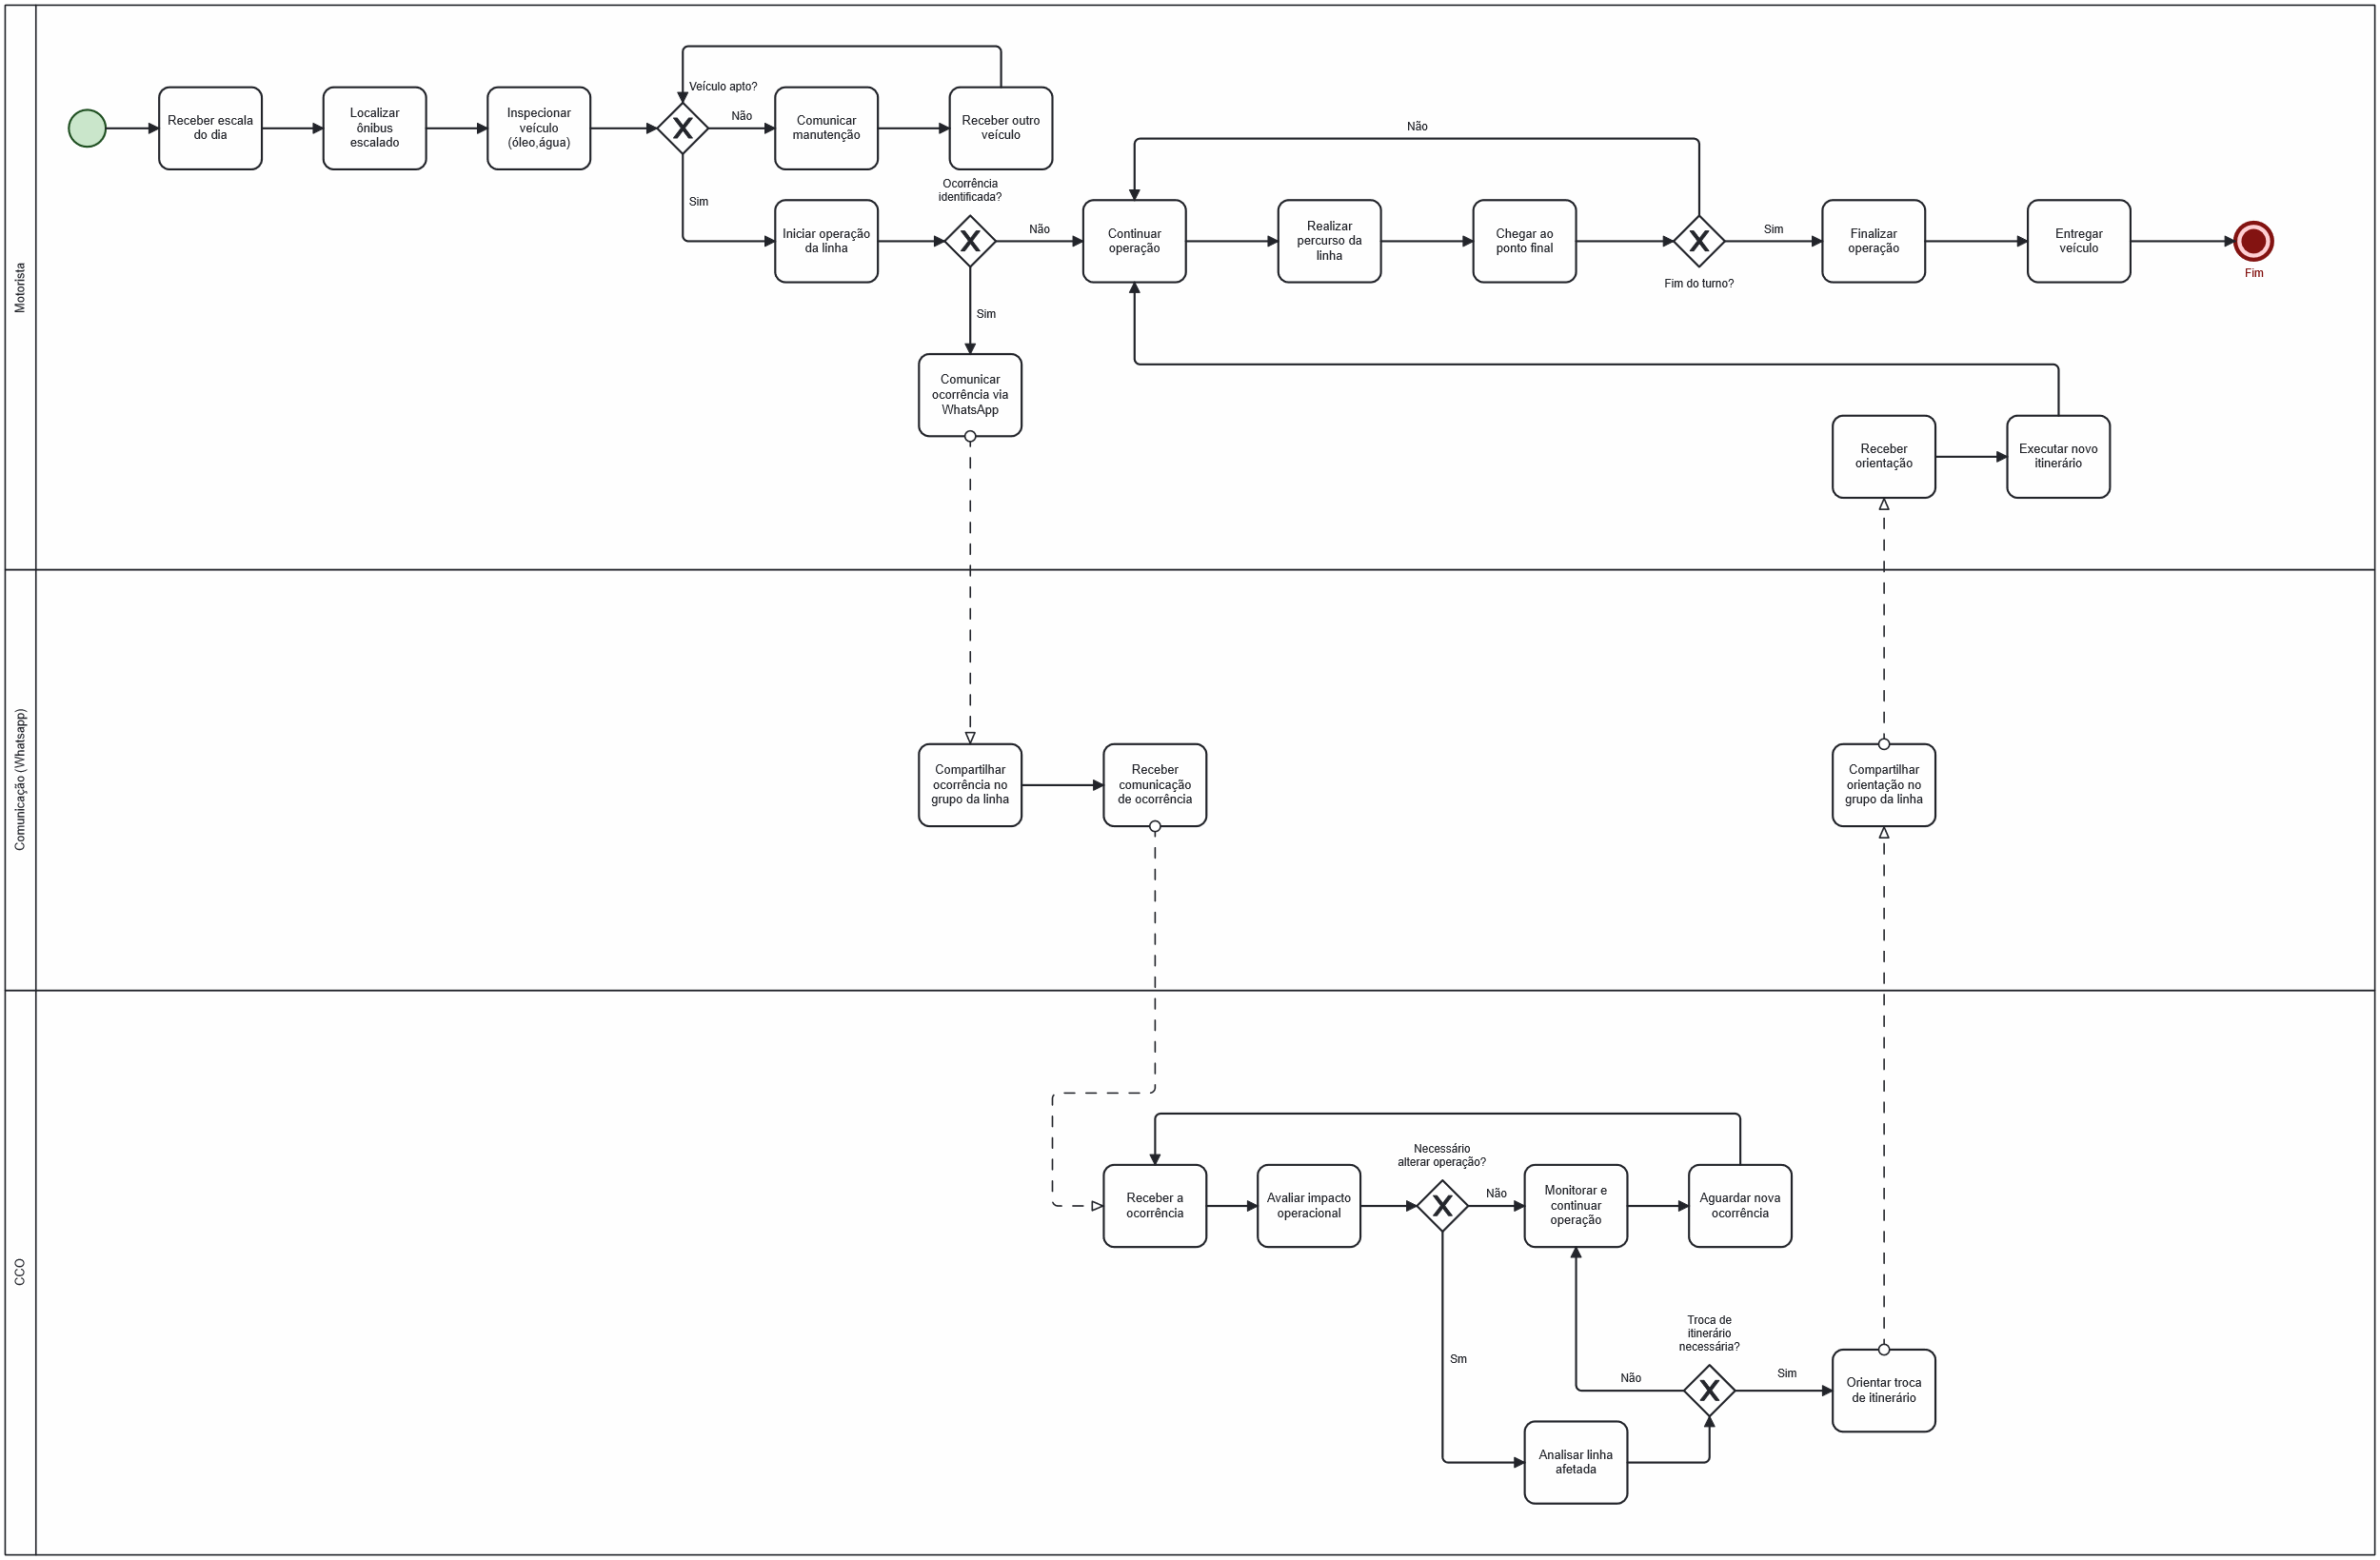 Motorista
Receber escala
do dia
Localizar
ônibus
escalado
Inspecionar
veículo
(óleo,água)
Veículo apto?
Não
Comunicar
manutenção
Receber outro
veículo
Sim
Iniciar operação
da linha
Ocorrência
identificada?
Não
Continuar
operação
Realizar
percurso da
linha
Chegar ao
ponto final
Não
Fim do turno?
Sim
Finalizar
operação
Entregar
veículo
Fim
Sim
Comunicar
ocorrência via
WhatsApp
Receber
orientação
Executar novo
itinerário
Comunicação (Whatsapp)
Compartilhar
ocorrência no
grupo da linha
Receber
comunicação
de ocorrência
Compartilhar
orientação no
grupo da linha
CCO
Receber a
ocorrência
Avaliar impacto
operacional
Necessário
alterar operação?
Não
Monitorar e
continuar
operação
Aguardar nova
ocorrência
Sm
Analisar linha
afetada
Troca de
itinerário
necessária?
Não
Sim
Orientar troca
de itinerário